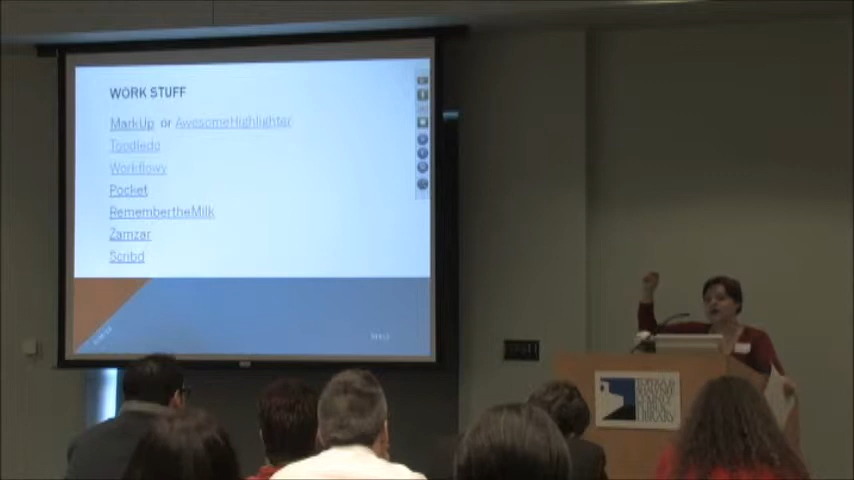 WORK STUFF
MarkUp or AwesomeHighlighter
Toodledo
Workflowy
Pocket
RemembertheMilk
Zamzar
Scribd